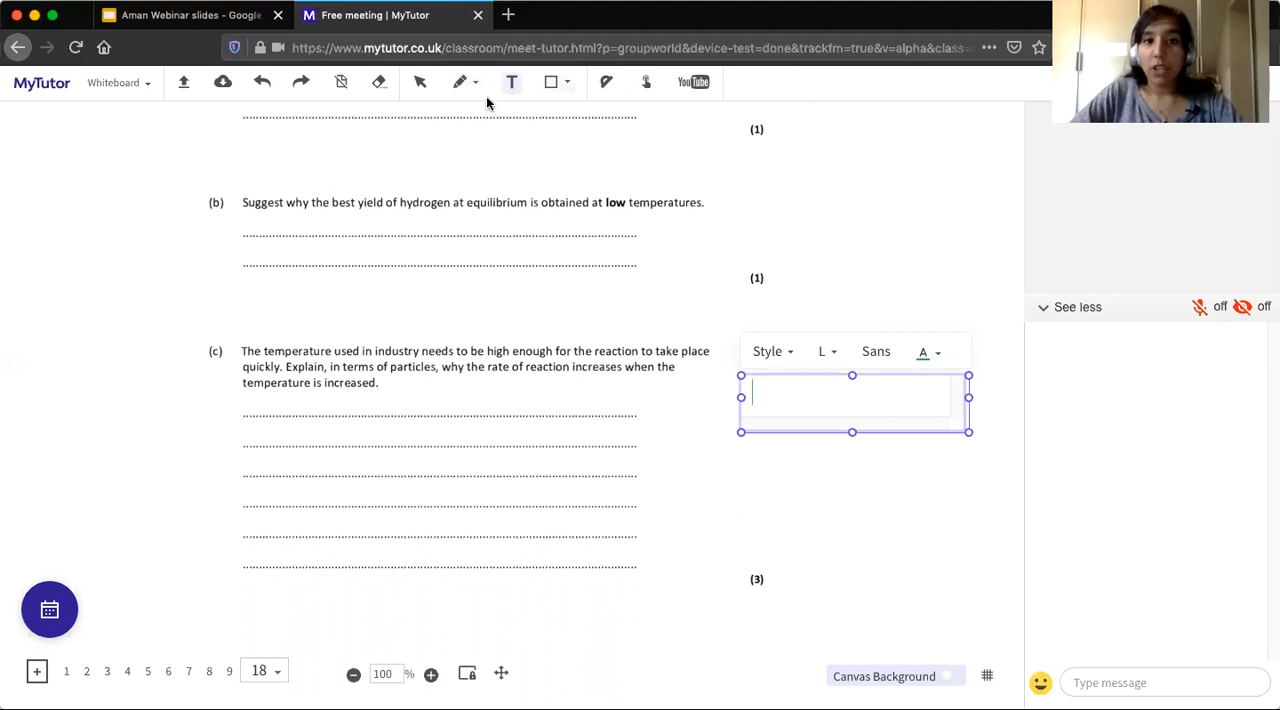 Aman Webinar slides - Google
M Free meeting | MyTutor
https://www.mytutor.co.uk/classroom/meet-tutor.html?p=groupworld&device-test=done&trackfm=true&v=alpha&class=
MyTutor Whiteboard T YouTube
(1)
(b) Suggest why the best yield of hydrogen at equilibrium is obtained at low temperatures.
(1)
See less off off
(c) The temperature used in industry needs to be high enough for the reaction to take place
quickly. Explain, in terms of particles, why the rate of reaction increases when the
temperature is increased.
Style L Sans A
(3)
+ 1 2 3 4 5 6 7 8 9 18 100 % Canvas Background Type message